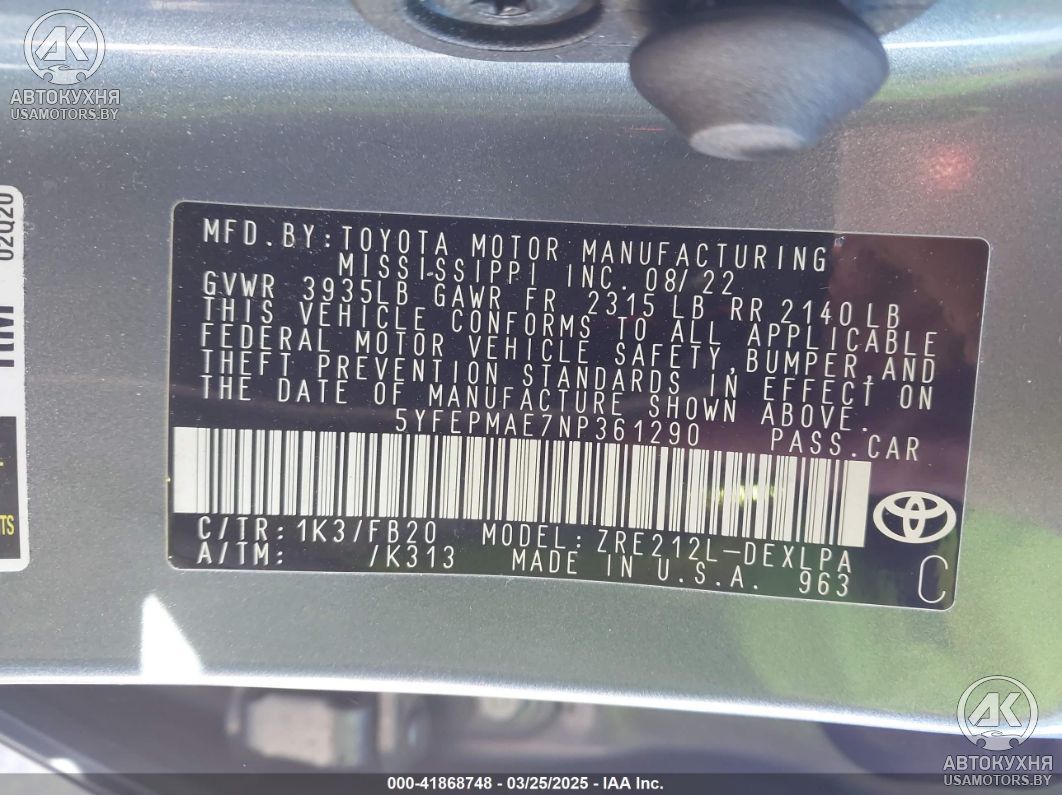 АВТОКУХНЯ
USAMOTORS.BY
02Q20
MFD.BY:TOYOTA MOTOR MANUFACTURING
MISSISSIPPI INC. 08/22
GVWR 3935LB GAWR FR 2315 LB RR 2140 LB
THIS VEHICLE CONFORMS TO ALL APPLICABLE
FEDERAL MOTOR VEHICLE SAFETY,BUMPER AND
THEFT PREVENTION STANDARDS IN EFFECT ON
THE DATE OF MANUFACTURE SHOWN ABOVE.
5YFEPMAE7NP361290 PASS.CAR
C/TR: 1K3/FB20 MODEL: ZRE212L-DEXLPA
A/TM: /K313 MADE IN U.S.A. 963
C
АК
АВТОКУХНЯ
USAMOTORS.BY
000-41868748 - 03/25/2025 - IAA Inc.